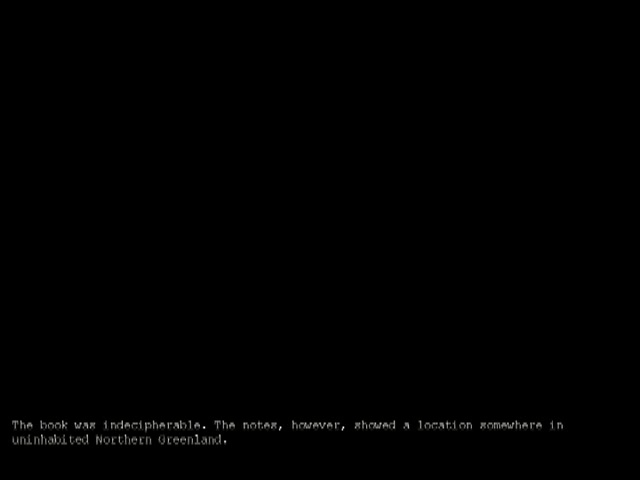 The book was indecipherable. The notes, however, showed a location somewhere in
uninhabited Northern Greenland.